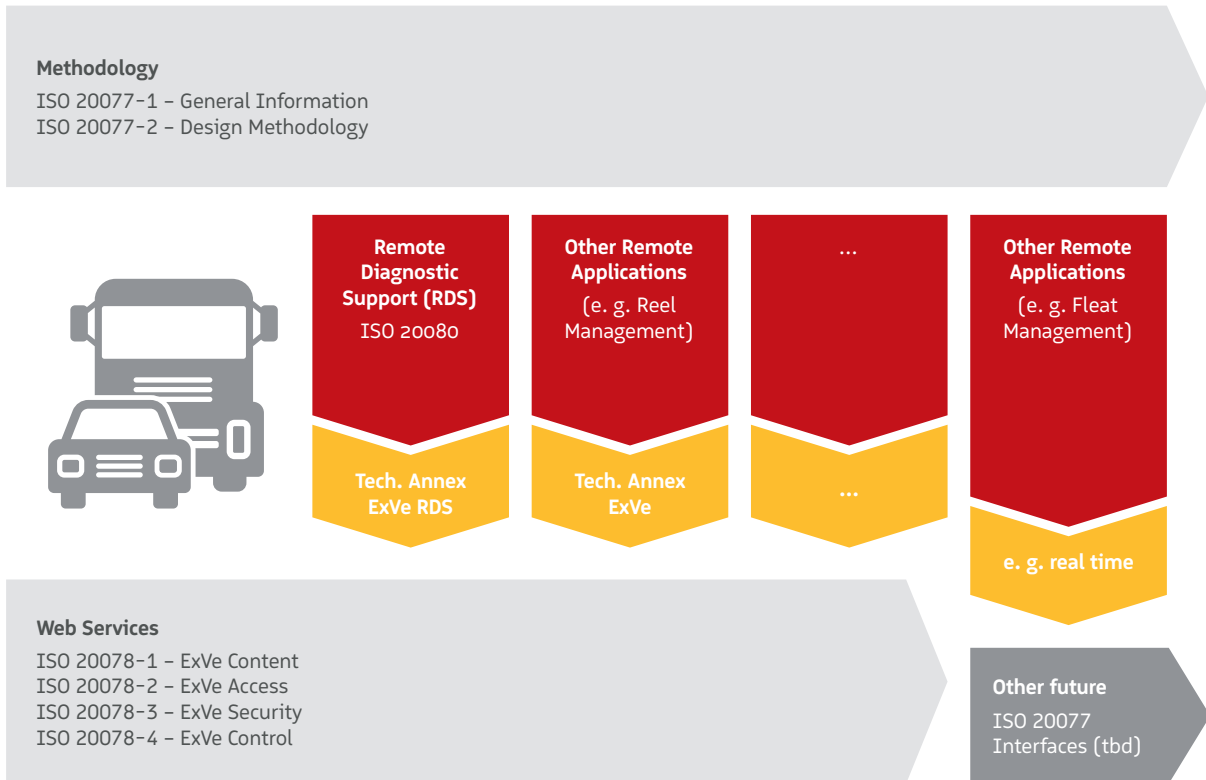 Methodology
ISO 20077-1 – General Information
ISO 20077-2 – Design Methodology
Remote
Diagnostic
Support (RDS)
ISO 20080
Tech. Annex
ExVe RDS
Other Remote
Applications
(e. g. Reel
Management)
Tech. Annex
ExVe
...
...
Other Remote
Applications
(e. g. Fleat
Management)
e. g. real time
Web Services
ISO 20078-1 – ExVe Content
ISO 20078-2 – ExVe Access
ISO 20078-3 – ExVe Security
ISO 20078-4 – ExVe Control
Other future
ISO 20077
Interfaces (tbd)